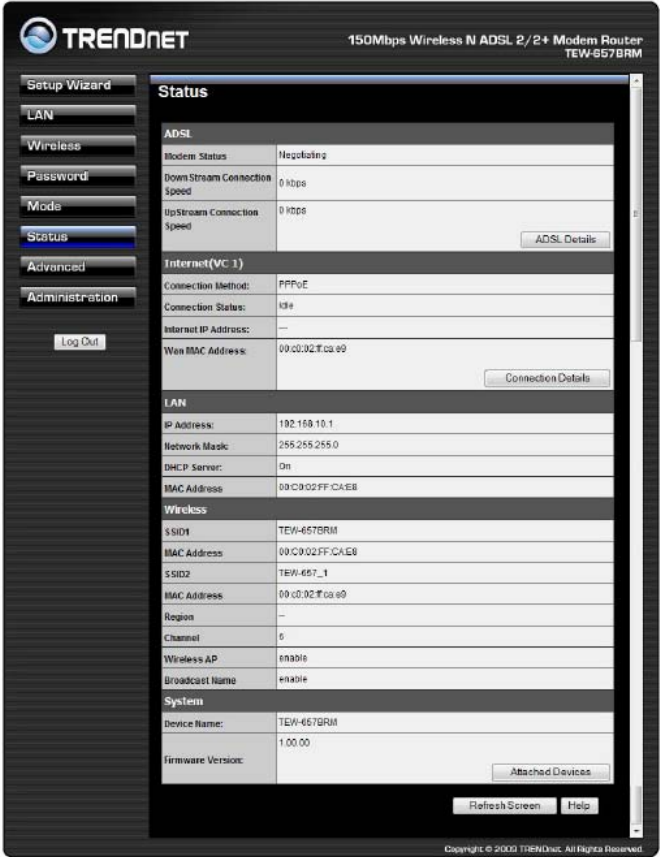 TRENDNET
150Mbps Wireless N ADSL 2/2+ Modem Router
TEW-657BRM
Setup Wizard
LAN
Wireless
Password
Mode
Status
Advanced
Administration
Log Out
Status
ADSL
Modem Status Negotiating
DownStream Connection Speed 0 kbps
UpStream Connection Speed 0 kbps
ADSL Details
Internet(VC 1)
Connection Method: PPPoE
Connection Status: Idle
Internet IP Address: ---
Wan MAC Address: 00:c0:02:ff:ca:e9
Connection Details
LAN
IP Address: 192.168.10.1
Network Mask: 255.255.255.0
DHCP Server: On
MAC Address 00:C0:02:FF:CA:E8
Wireless
SSID1 TEW-657BRM
MAC Address 00:C0:02:FF:CA:E8
SSID2 TEW-657_1
MAC Address 00:c0:02:ff:ca:e9
Region --
Channel 6
Wireless AP enable
Broadcast Name enable
System
Device Name: TEW-657BRM
Firmware Version: 1.00.00
Attached Devices
Refresh Screen Help
Copyright © 2009 TRENDnet. All Rights Reserved.